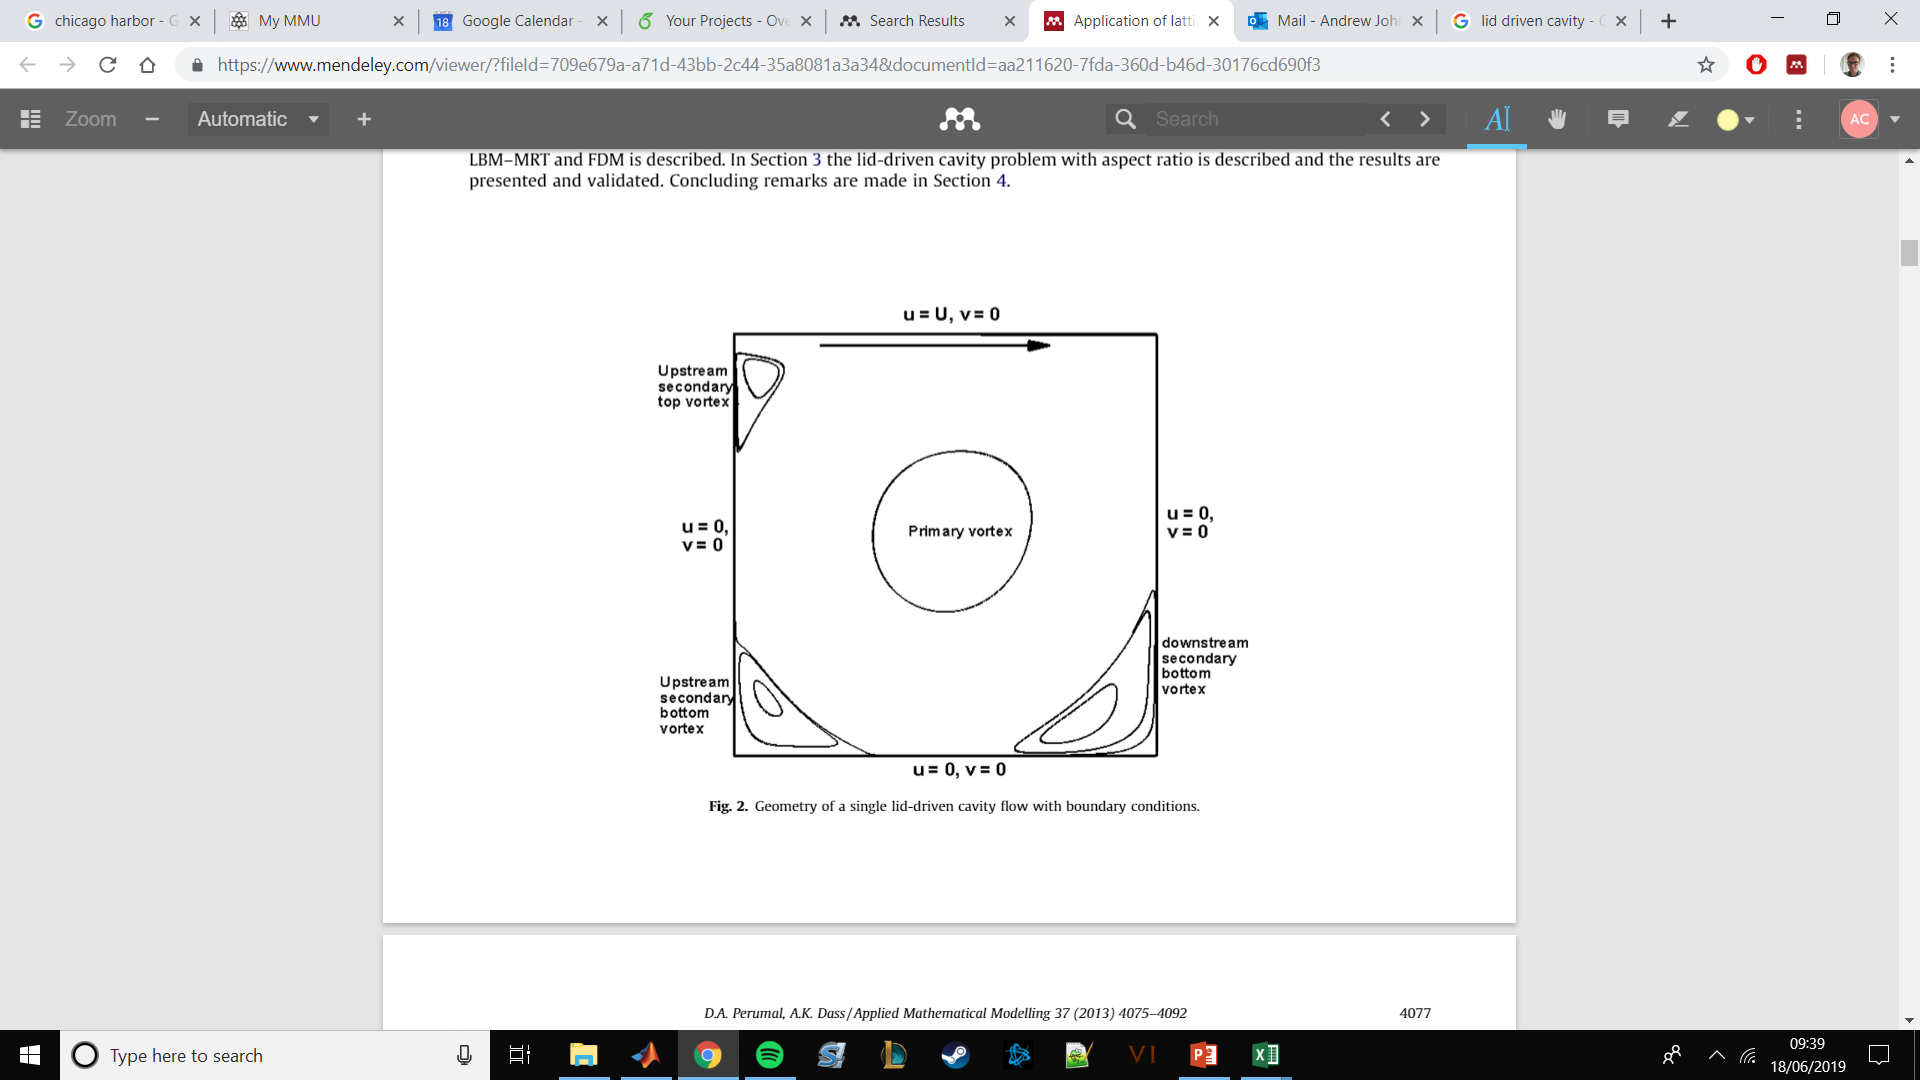 chicago harbor - G
My MMU
Google Calendar -
Your Projects - Ove
Search Results
Application of latti
Mail - Andrew Joh
lid driven cavity - G
https://www.mendeley.com/viewer/?fileId=709e679a-a71d-43bb-2c44-35a8081a3a34&documentId=aa211620-7fda-360d-b46d-30176cd690f3
Zoom
Automatic
Search
AC
LBM–MRT and FDM is described. In Section 3 the lid-driven cavity problem with aspect ratio is described and the results are
presented and validated. Concluding remarks are made in Section 4.
u = U, v = 0
Upstream
secondary
top vortex
u = 0,
v = 0
Primary vortex
u = 0,
v = 0
downstream
secondary
bottom
vortex
Upstream
secondary
bottom
vortex
u = 0, v = 0
Fig. 2. Geometry of a single lid-driven cavity flow with boundary conditions.
D.A. Perumal, A.K. Dass / Applied Mathematical Modelling 37 (2013) 4075–4092
4077
Type here to search
VI
09:39
18/06/2019